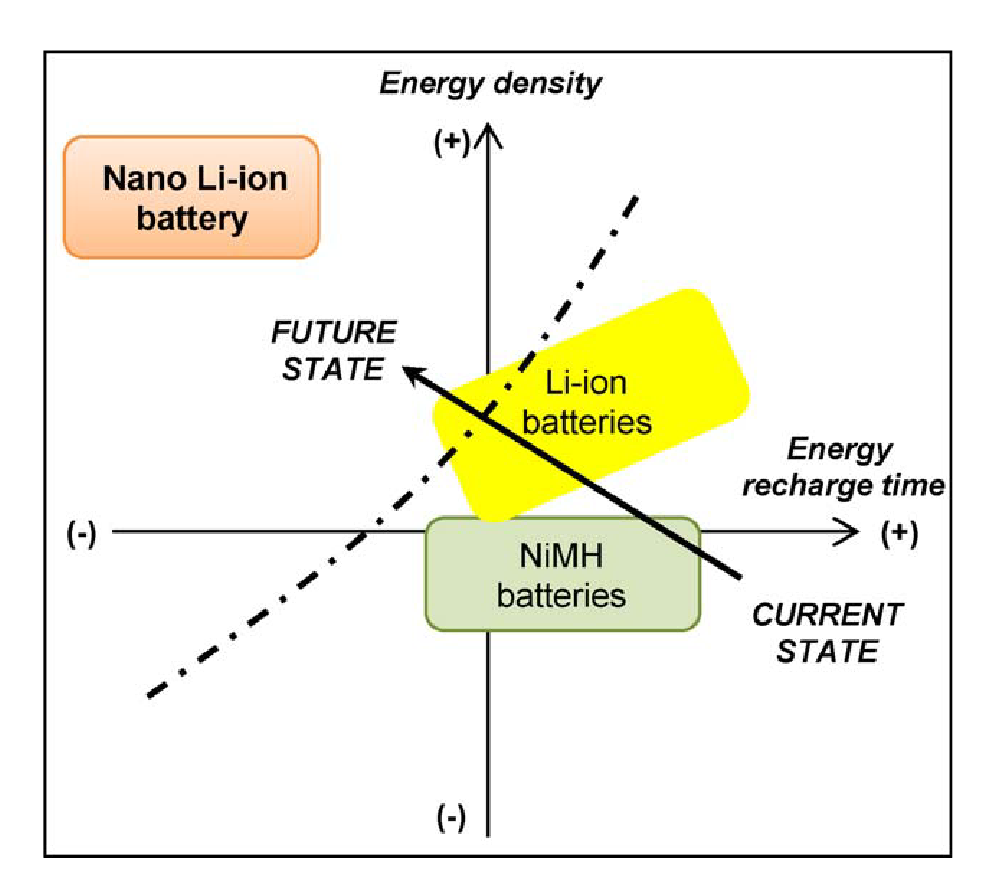 Energy density
(+)
Nano Li-ion
battery
FUTURE
STATE
Li-ion
batteries
Energy
recharge time
(-)
(+)
NiMH
batteries
CURRENT
STATE
(-)